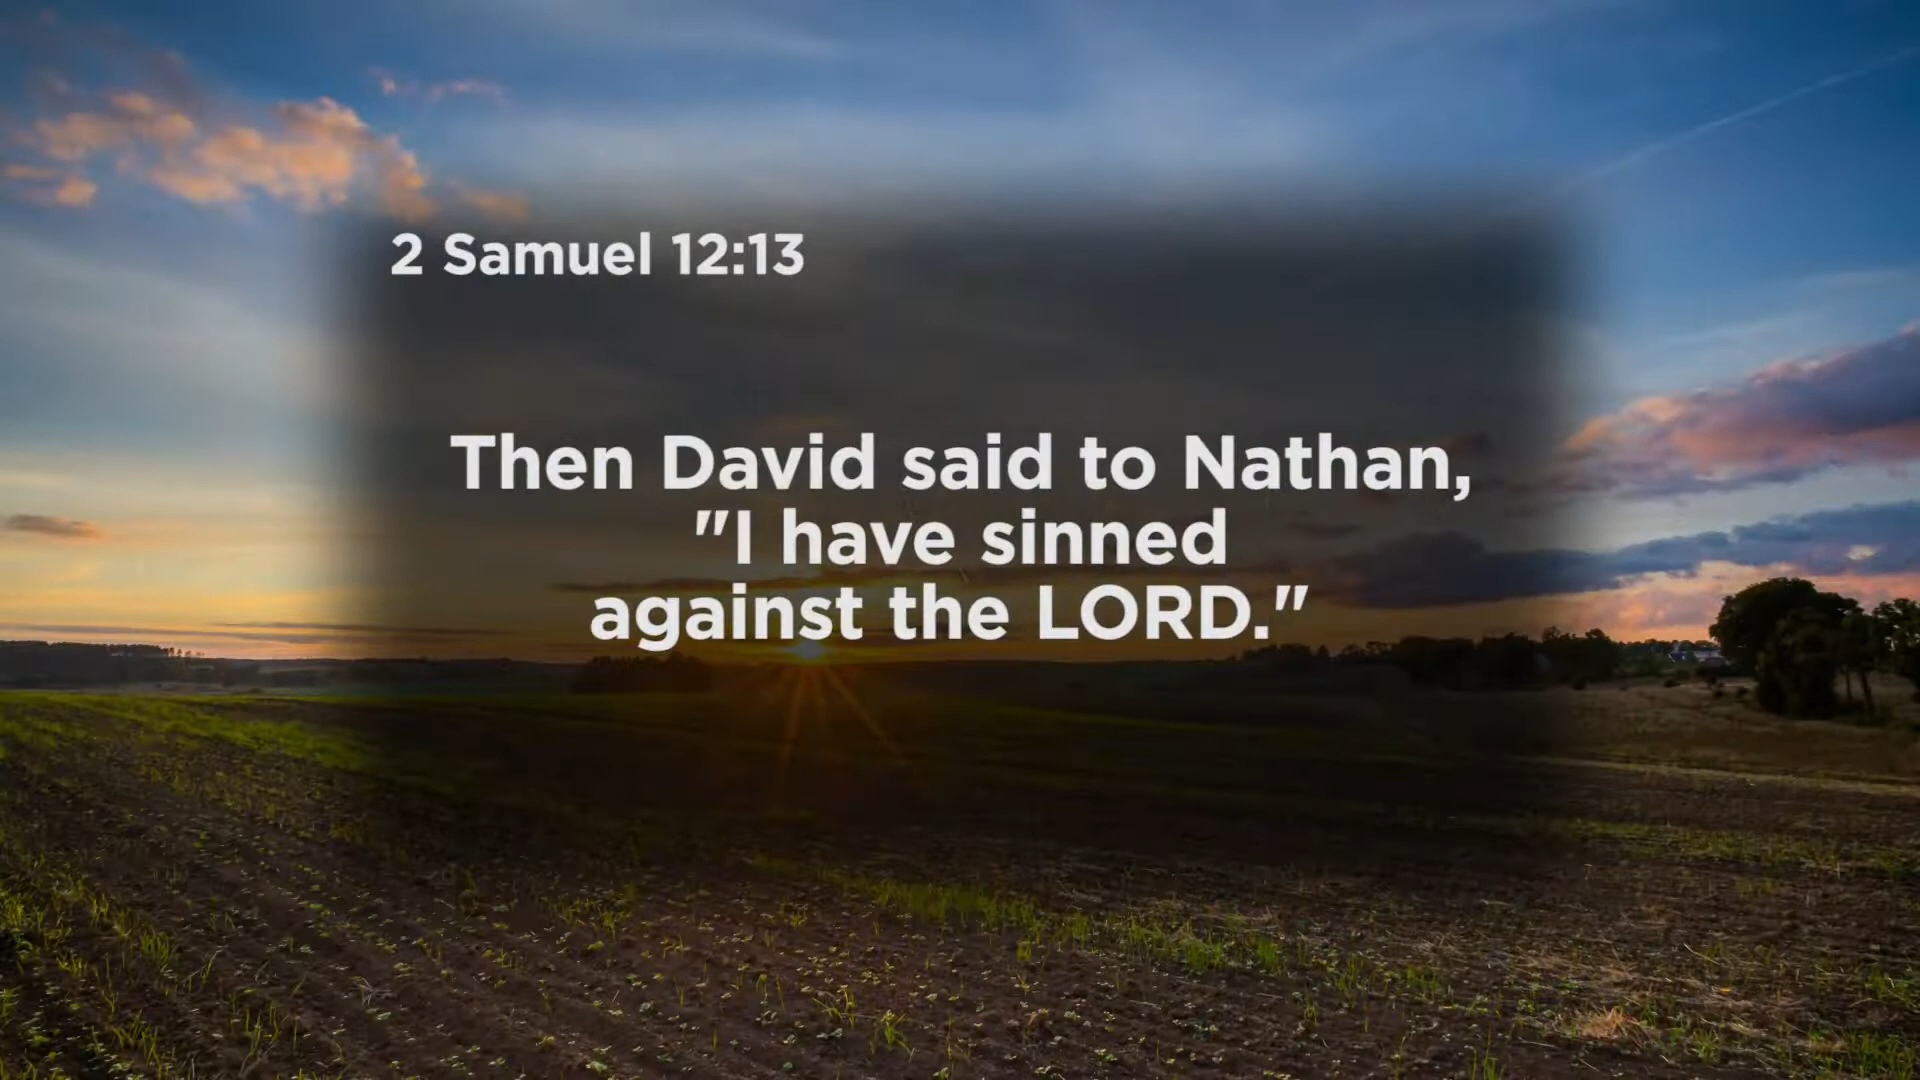 2 Samuel 12:13
Then David said to Nathan,
"I have sinned
against the LORD."